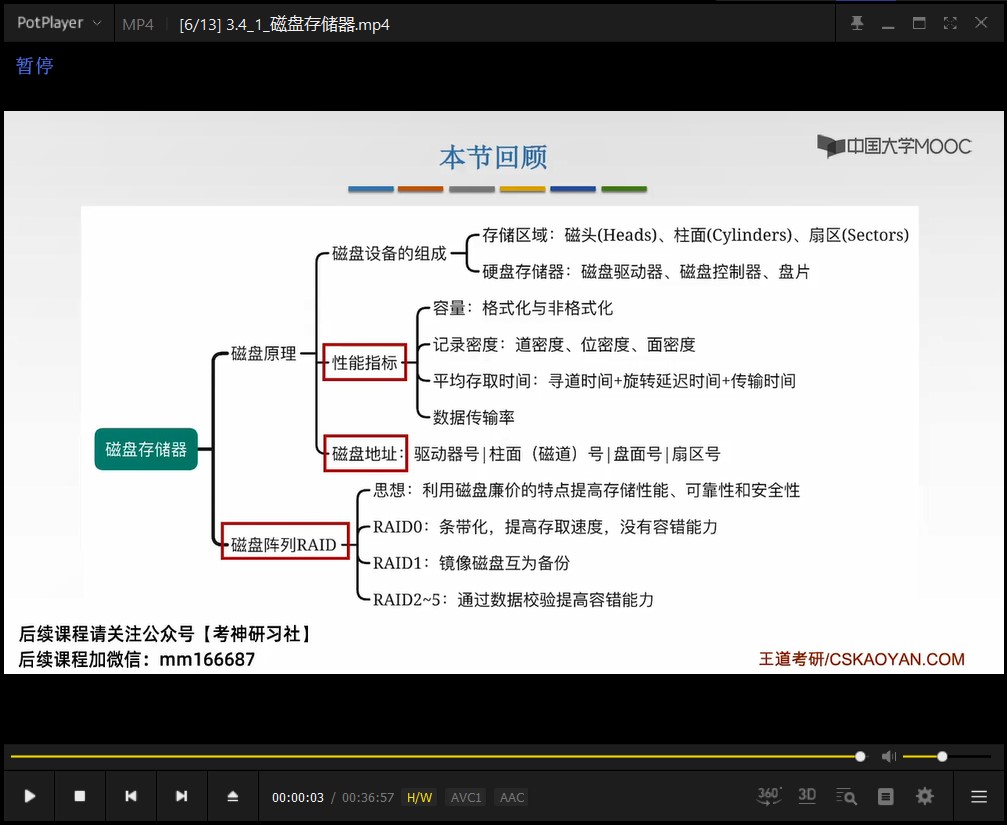 PotPlayer MP4 [6/13] 3.4_1_磁盘存储器.mp4
暂停
本节回顾
中国大学MOOC
磁盘存储器
磁盘原理
磁盘设备的组成
存储区域：磁头(Heads)、柱面(Cylinders)、扇区(Sectors)
硬盘存储器：磁盘驱动器、磁盘控制器、盘片
性能指标
容量：格式化与非格式化
记录密度：道密度、位密度、面密度
平均存取时间：寻道时间+旋转延迟时间+传输时间
数据传输率
磁盘地址：驱动器号|柱面（磁道）号|盘面号|扇区号
磁盘阵列RAID
思想：利用磁盘廉价的特点提高存储性能、可靠性和安全性
RAID0：条带化，提高存取速度，没有容错能力
RAID1：镜像磁盘互为备份
RAID2~5：通过数据校验提高容错能力
后续课程请关注公众号【考神研习社】
后续课程加微信：mm166687
王道考研/CSKAOYAN.COM
00:00:03 / 00:36:57 H/W AVC1 AAC 360° 3D